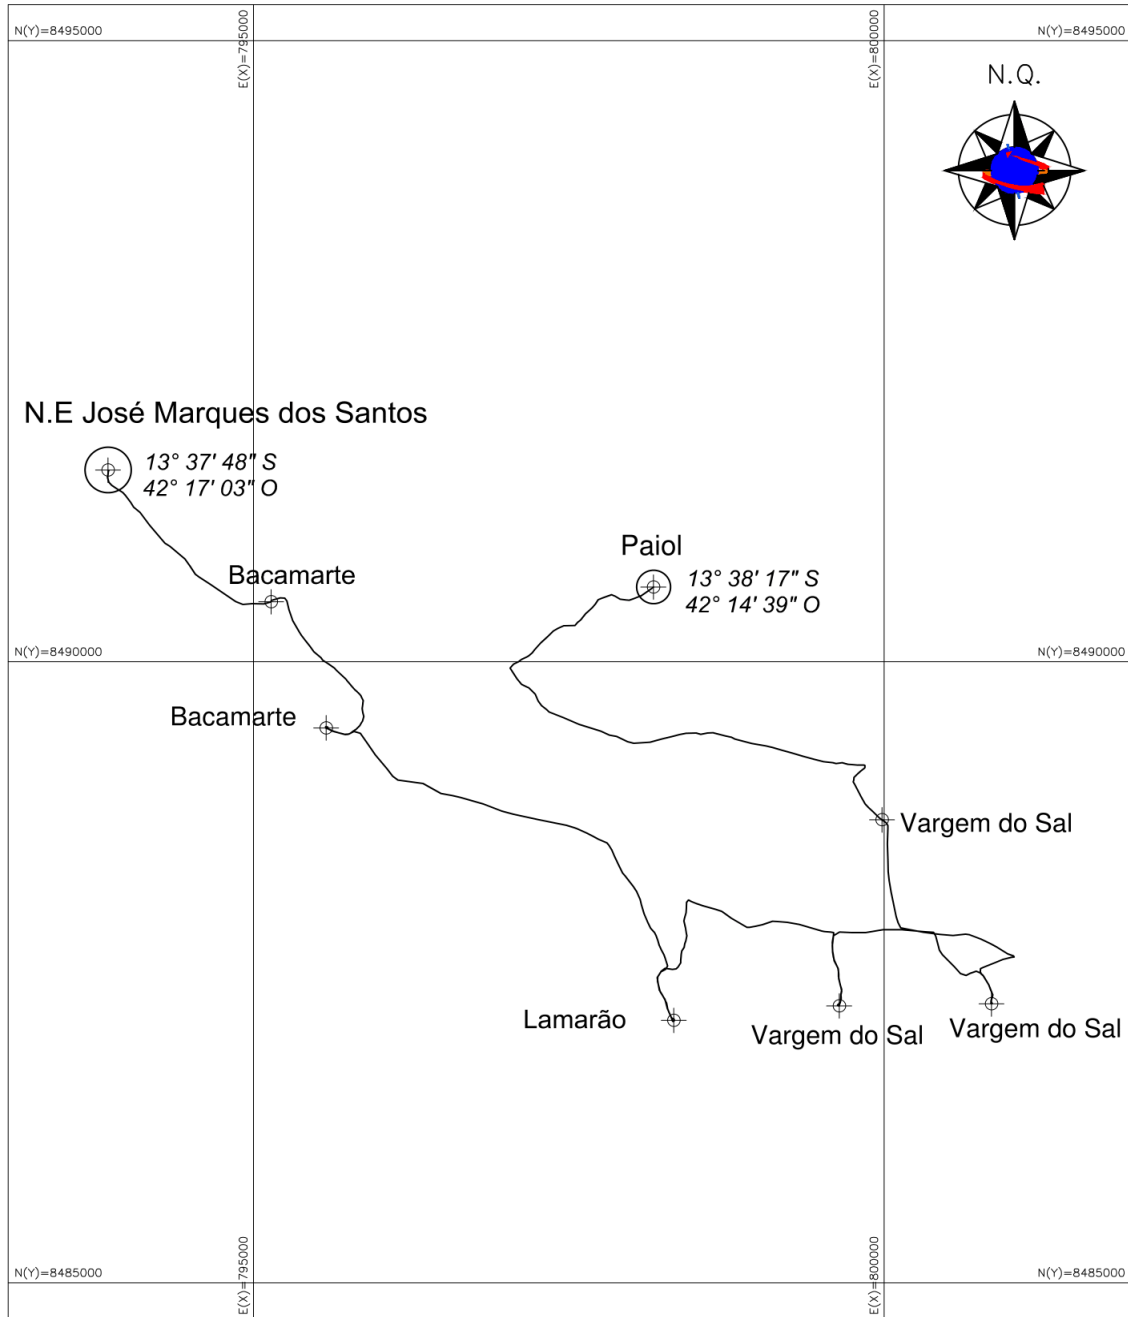 N(Y)=8495000
E(X)=795000
E(X)=800000
N(Y)=8495000
N.Q.
N.E José Marques dos Santos
13° 37' 48" S
42° 17' 03" O
Paiol
Bacamarte
13° 38' 17" S
42° 14' 39" O
N(Y)=8490000
N(Y)=8490000
Bacamarte
Vargem do Sal
Lamarão
Vargem do Sal
Vargem do Sal
N(Y)=8485000
E(X)=795000
E(X)=800000
N(Y)=8485000